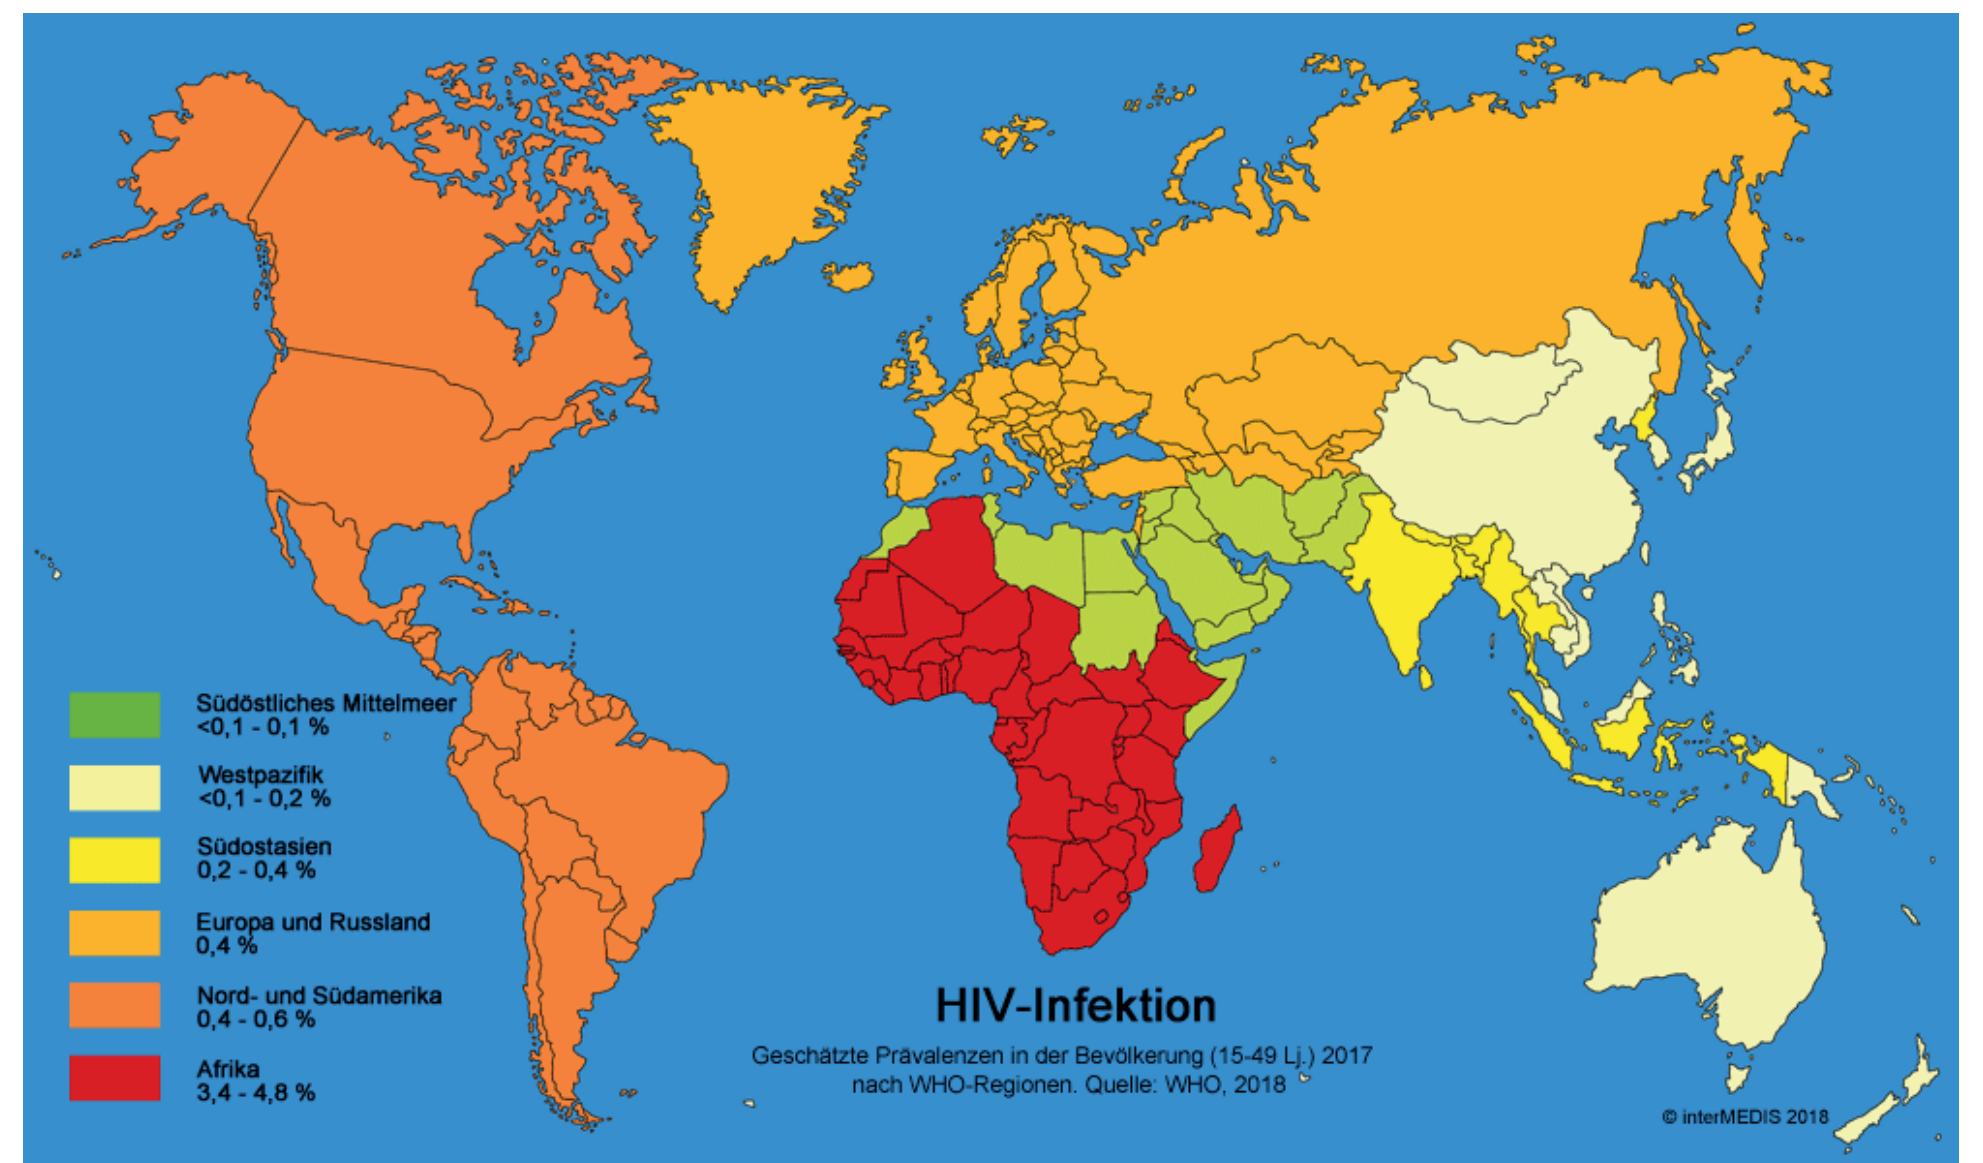 Südöstliches Mittelmeer
<0,1 - 0,1 %
Westpazifik
<0,1 - 0,2 %
Südostasien
0,2 - 0,4 %
Europa und Russland
0,4 %
Nord- und Südamerika
0,4 - 0,6 %
Afrika
3,4 - 4,8 %
HIV-Infektion
Geschätzte Prävalenzen in der Bevölkerung (15-49 Lj.) 2017
nach WHO-Regionen. Quelle: WHO, 2018
© interMEDIS 2018